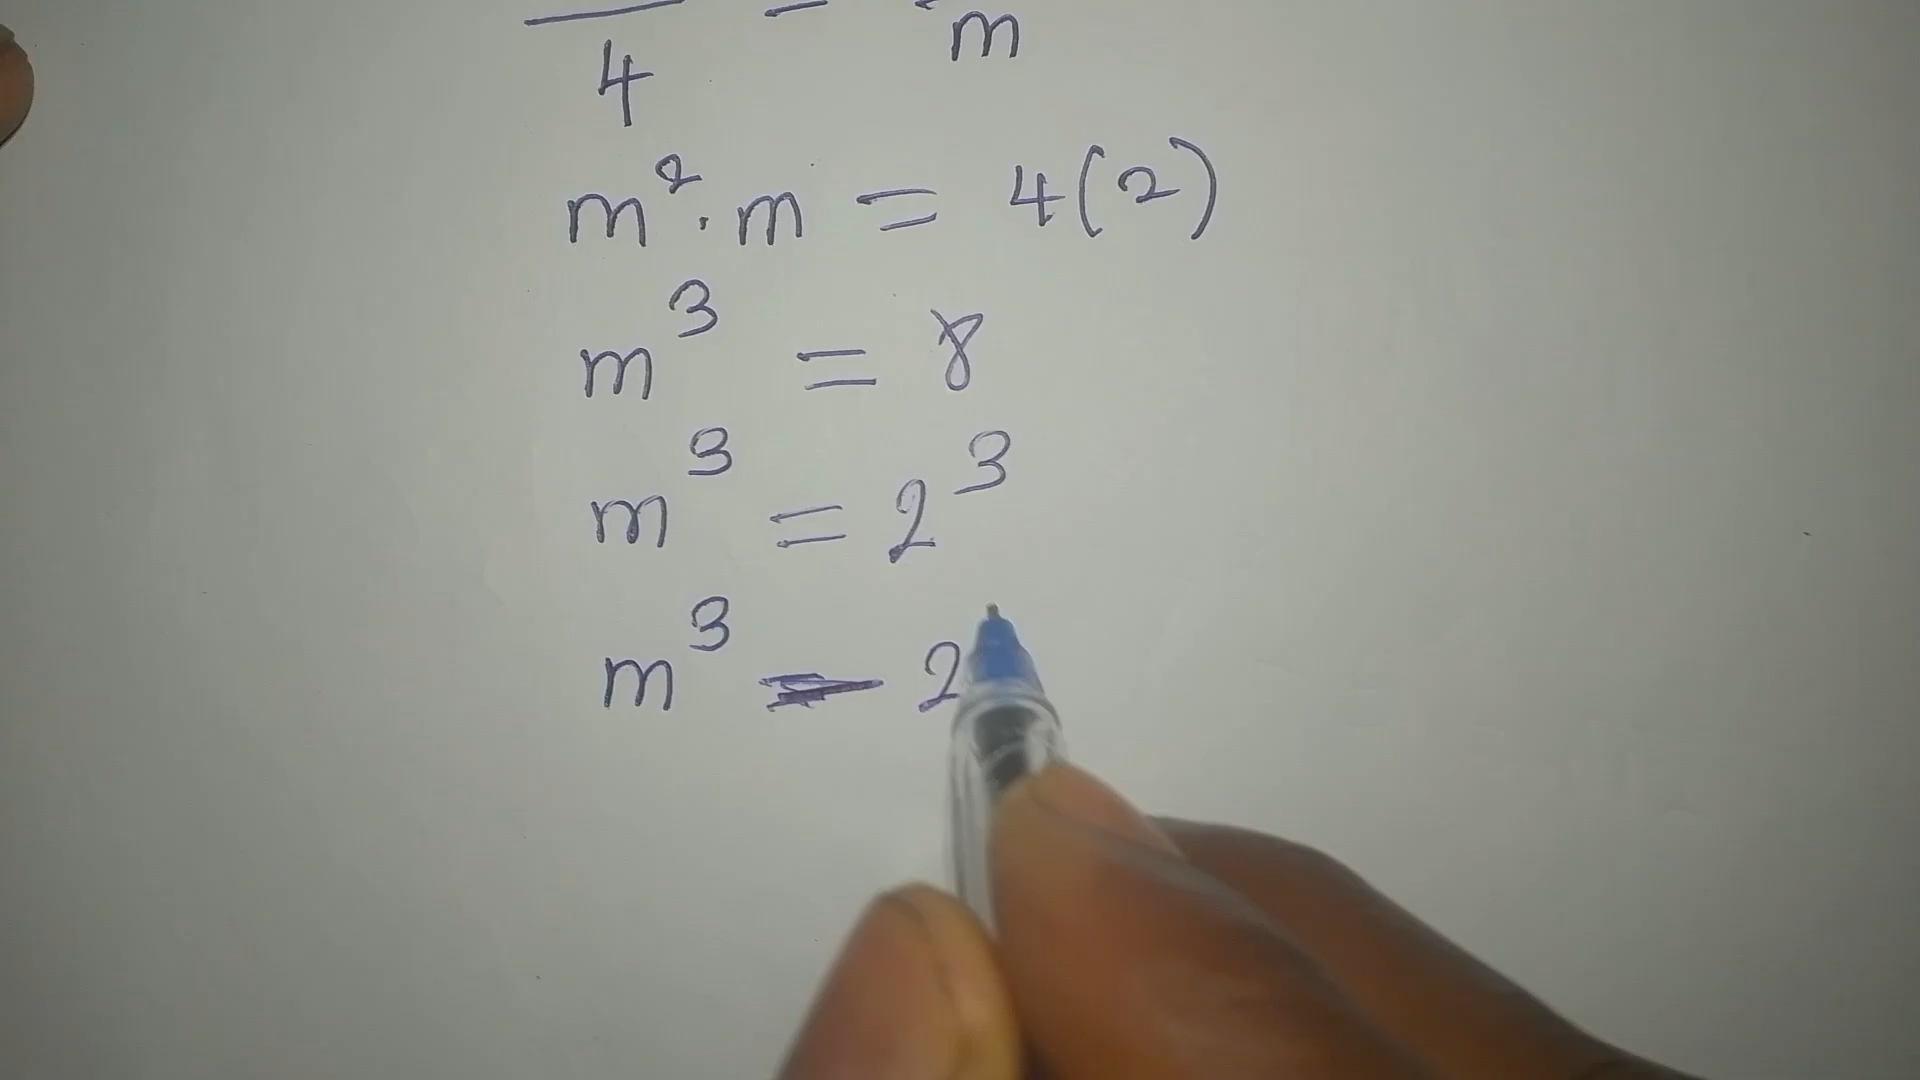 4 = m
m² · m = 4(2)
m³ = 8
m³ = 2³
m³ - 2